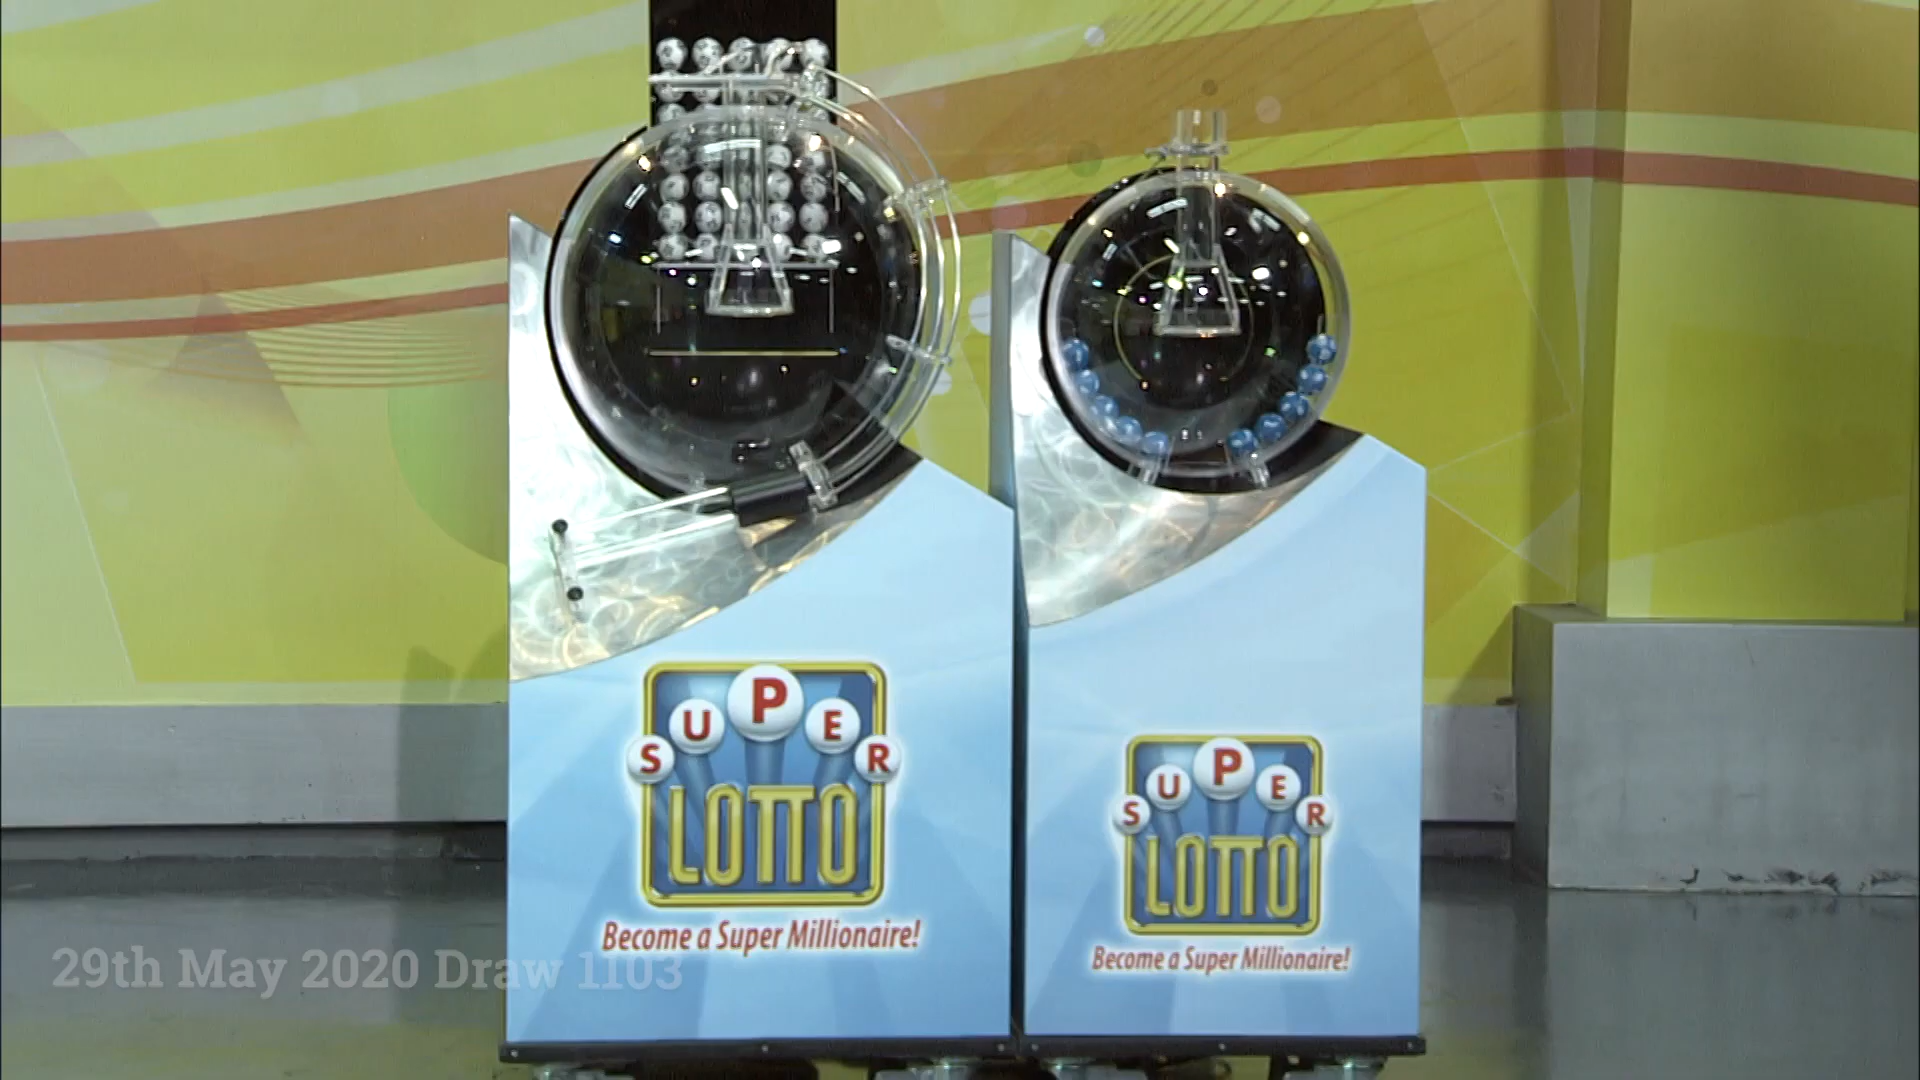 SUPER
LOTTO
Become a Super Millionaire!
SUPER
LOTTO
Become a Super Millionaire!
29th May 2020 Draw 1103